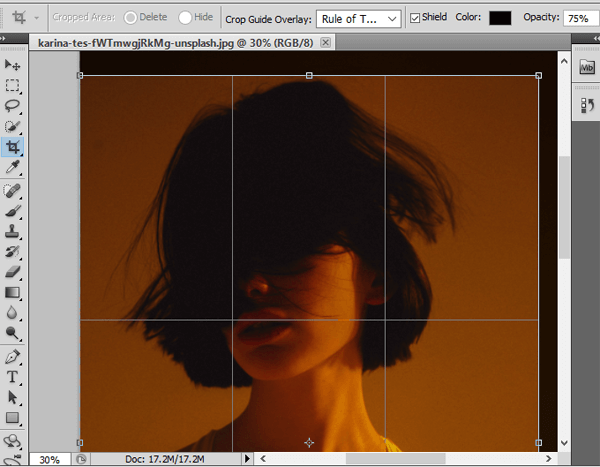 Cropped Area: Delete Hide Crop Guide Overlay: Rule of T... Shield Color: Opacity: 75%
karina-tes-fWTmwgjRkMg-unsplash.jpg @ 30% (RGB/8)
Mb
T
30% Doc: 17.2M/17.2M